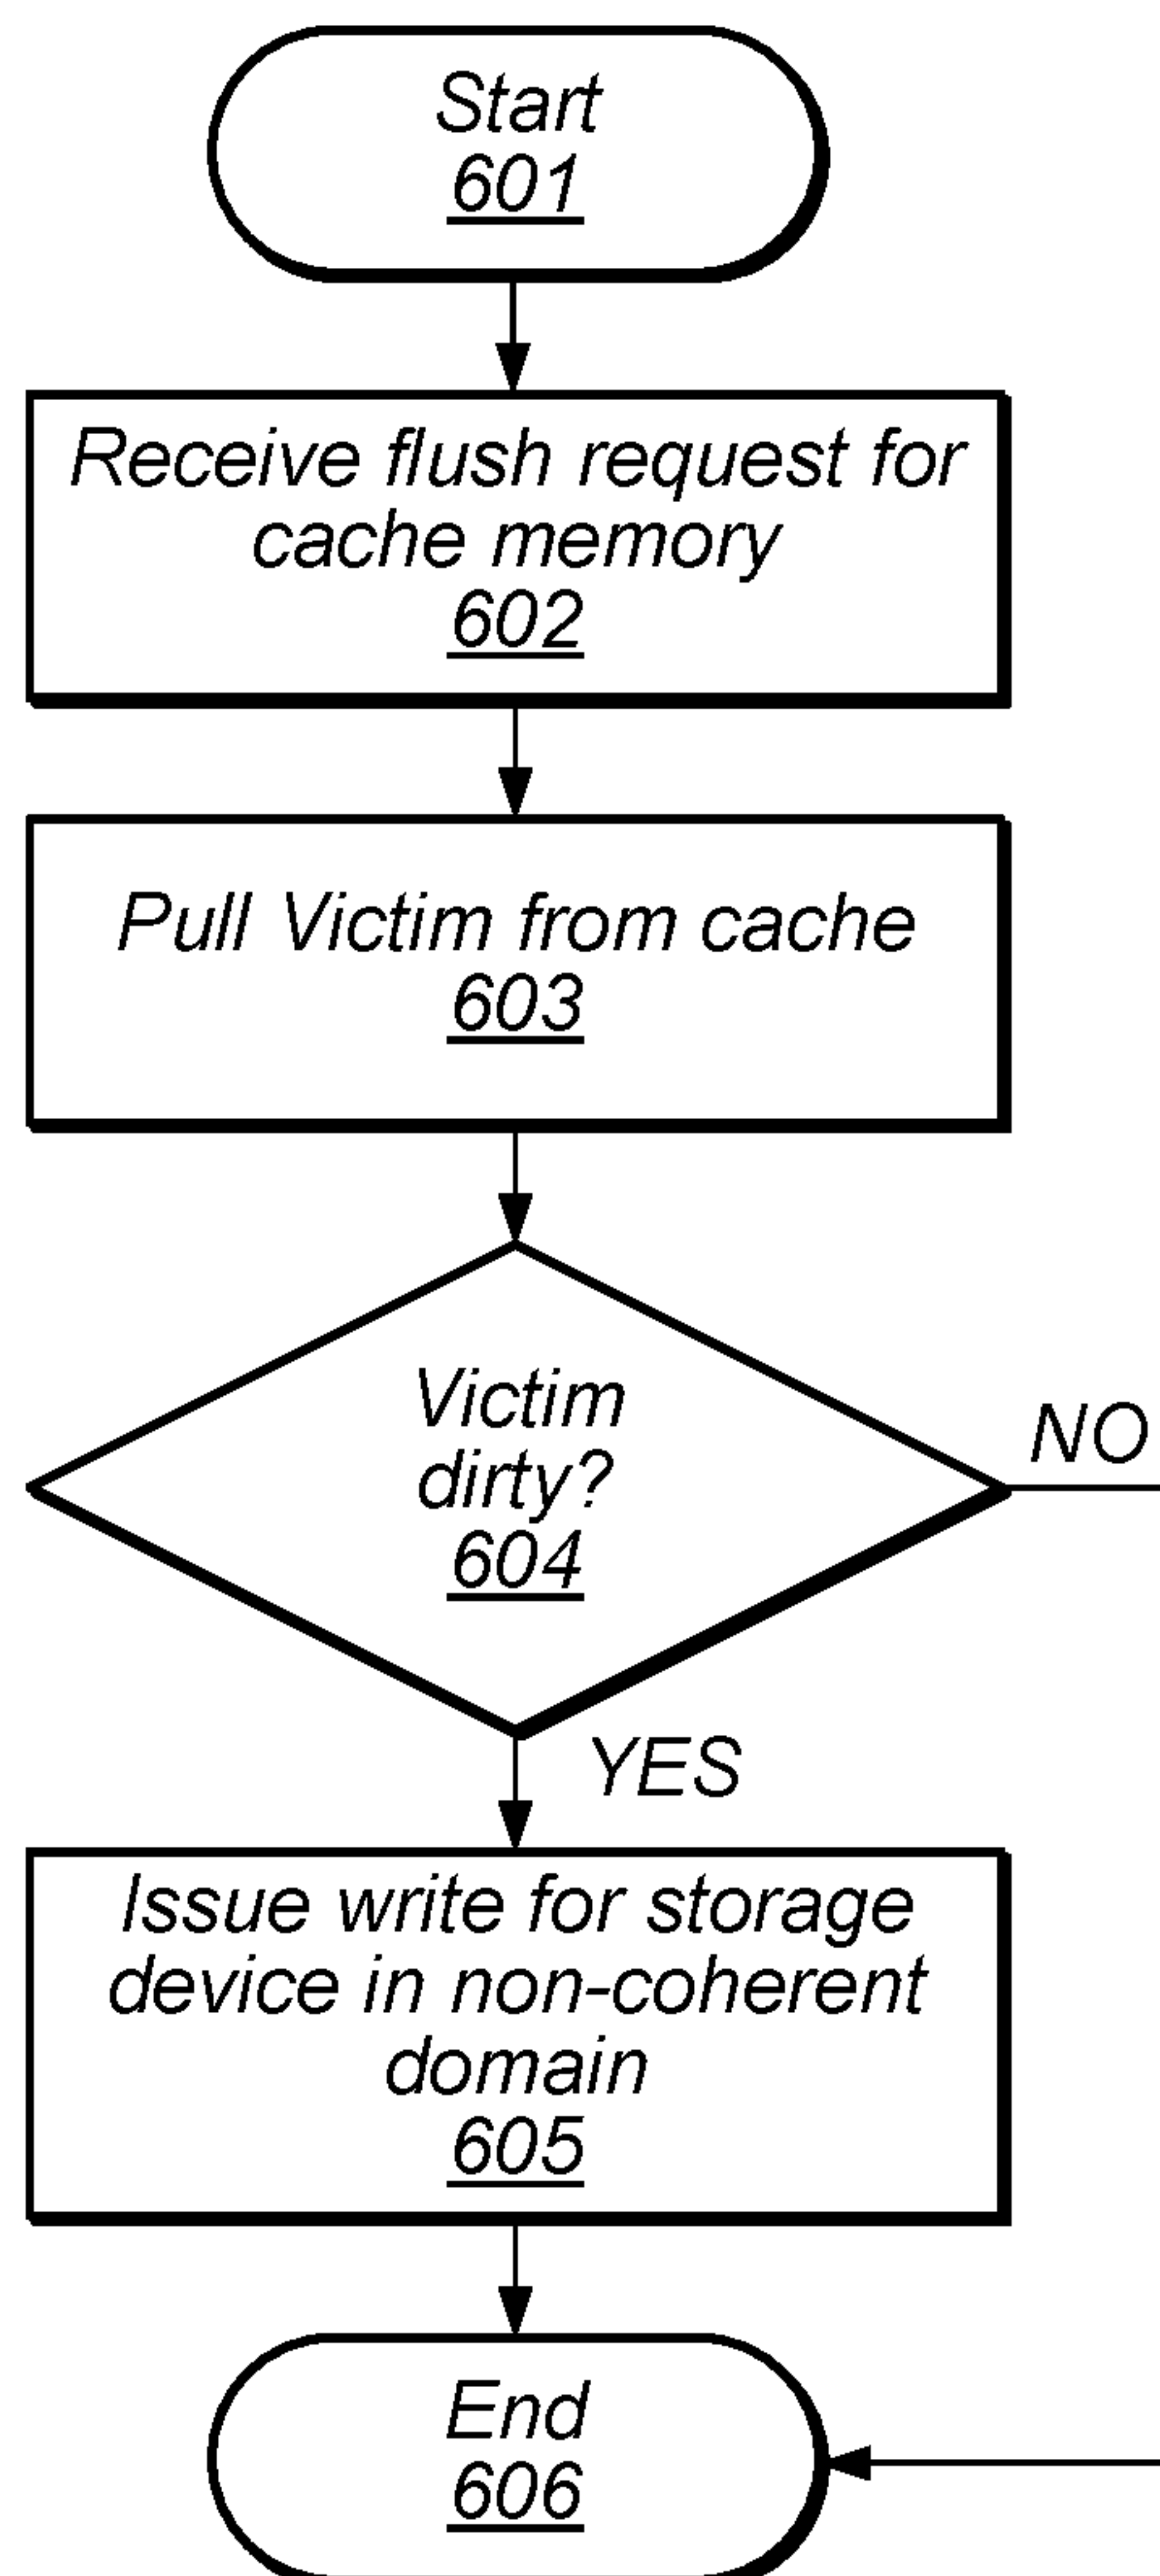 Start
601
Receive flush request for
cache memory
602
Pull Victim from cache
603
Victim
dirty?
604
NO
YES
Issue write for storage
device in non-coherent
domain
605
End
606